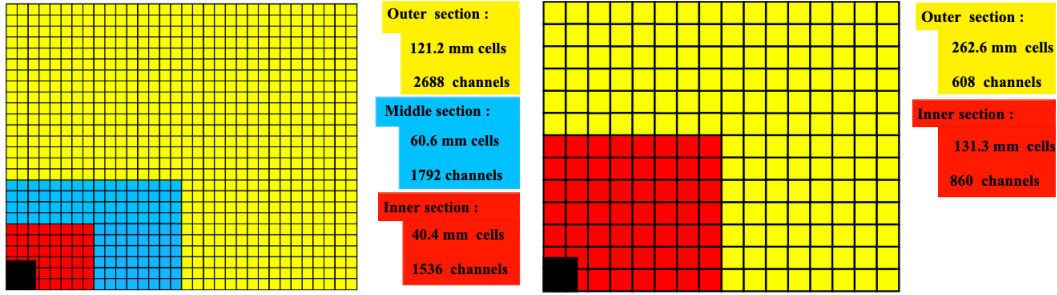 Outer section :
121.2 mm cells
2688 channels
Middle section :
60.6 mm cells
1792 channels
Inner section :
40.4 mm cells
1536 channels
Outer section :
262.6 mm cells
608 channels
Inner section :
131.3 mm cells
860 channels